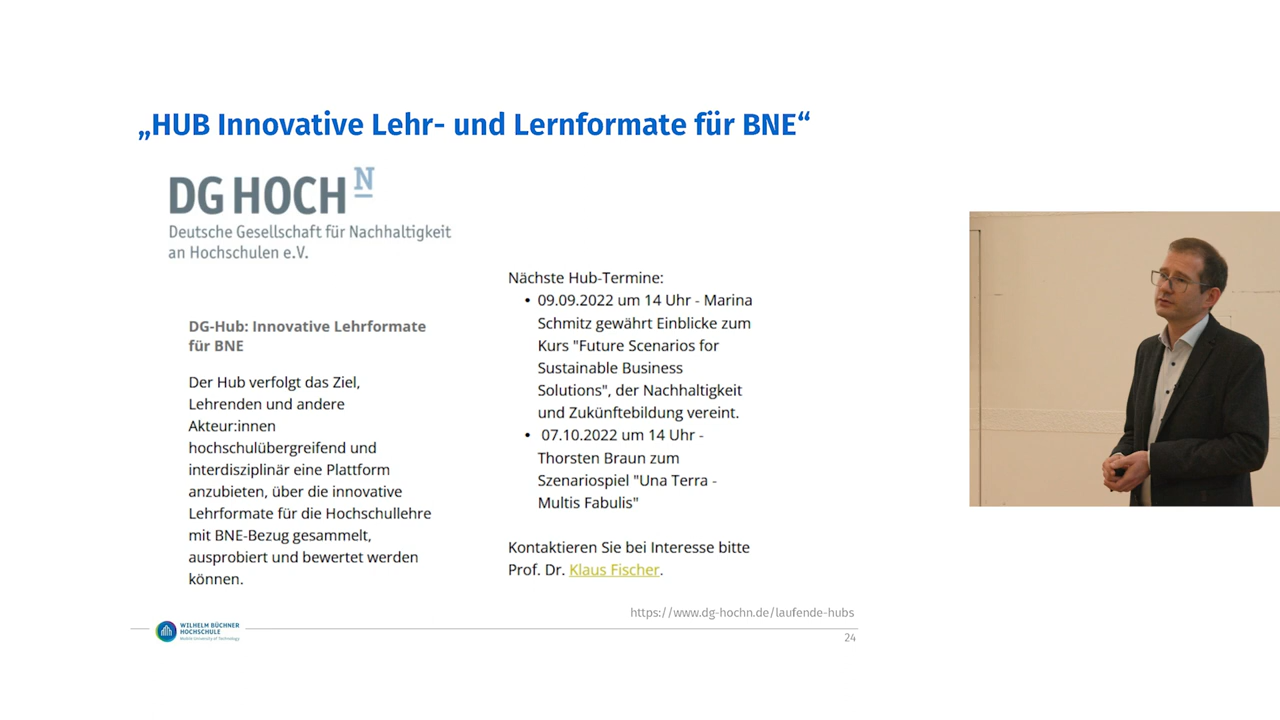 „HUB Innovative Lehr- und Lernformate für BNE“
DG HOCH N
Deutsche Gesellschaft für Nachhaltigkeit
an Hochschulen e.V.
DG-Hub: Innovative Lehrformate
für BNE
Der Hub verfolgt das Ziel,
Lehrenden und andere
Akteur:innen
hochschulübergreifend und
interdisziplinär eine Plattform
anzubieten, über die innovative
Lehrformate für die Hochschullehre
mit BNE-Bezug gesammelt,
ausprobiert und bewertet werden
können.
Nächste Hub-Termine:
• 09.09.2022 um 14 Uhr - Marina
Schmitz gewährt Einblicke zum
Kurs "Future Scenarios for
Sustainable Business
Solutions", der Nachhaltigkeit
und Zukünftebildung vereint.
• 07.10.2022 um 14 Uhr -
Thorsten Braun zum
Szenariospiel "Una Terra -
Multis Fabulis"
Kontaktieren Sie bei Interesse bitte
Prof. Dr. Klaus Fischer.
https://www.dg-hochn.de/laufende-hubs
WILHELM BÜCHNER
HOCHSCHULE
Mobile University of Technology
24